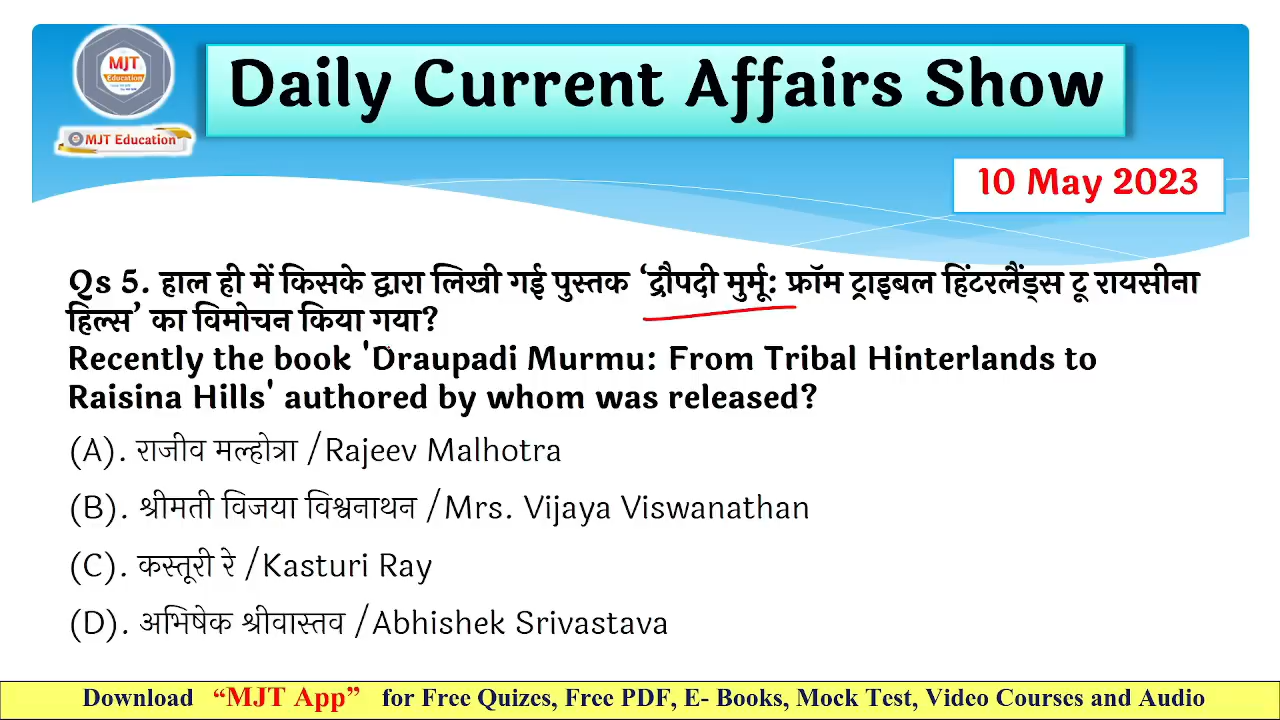 MJT
Education
MJT Education
Daily Current Affairs Show
10 May 2023
Qs 5. हाल ही में किसके द्वारा लिखी गई पुस्तक ‘द्रौपदी मुर्मू: फ्रॉम ट्राइबल हिंटरलैंड्स टू रायसीना
हिल्स’ का विमोचन किया गया?
Recently the book 'Draupadi Murmu: From Tribal Hinterlands to
Raisina Hills' authored by whom was released?
(A). राजीव मल्होत्रा /Rajeev Malhotra
(B). श्रीमती विजया विश्वनाथन /Mrs. Vijaya Viswanathan
(C). कस्तूरी रे /Kasturi Ray
(D). अभिषेक श्रीवास्तव /Abhishek Srivastava
Download “MJT App” for Free Quizes, Free PDF, E- Books, Mock Test, Video Courses and Audio